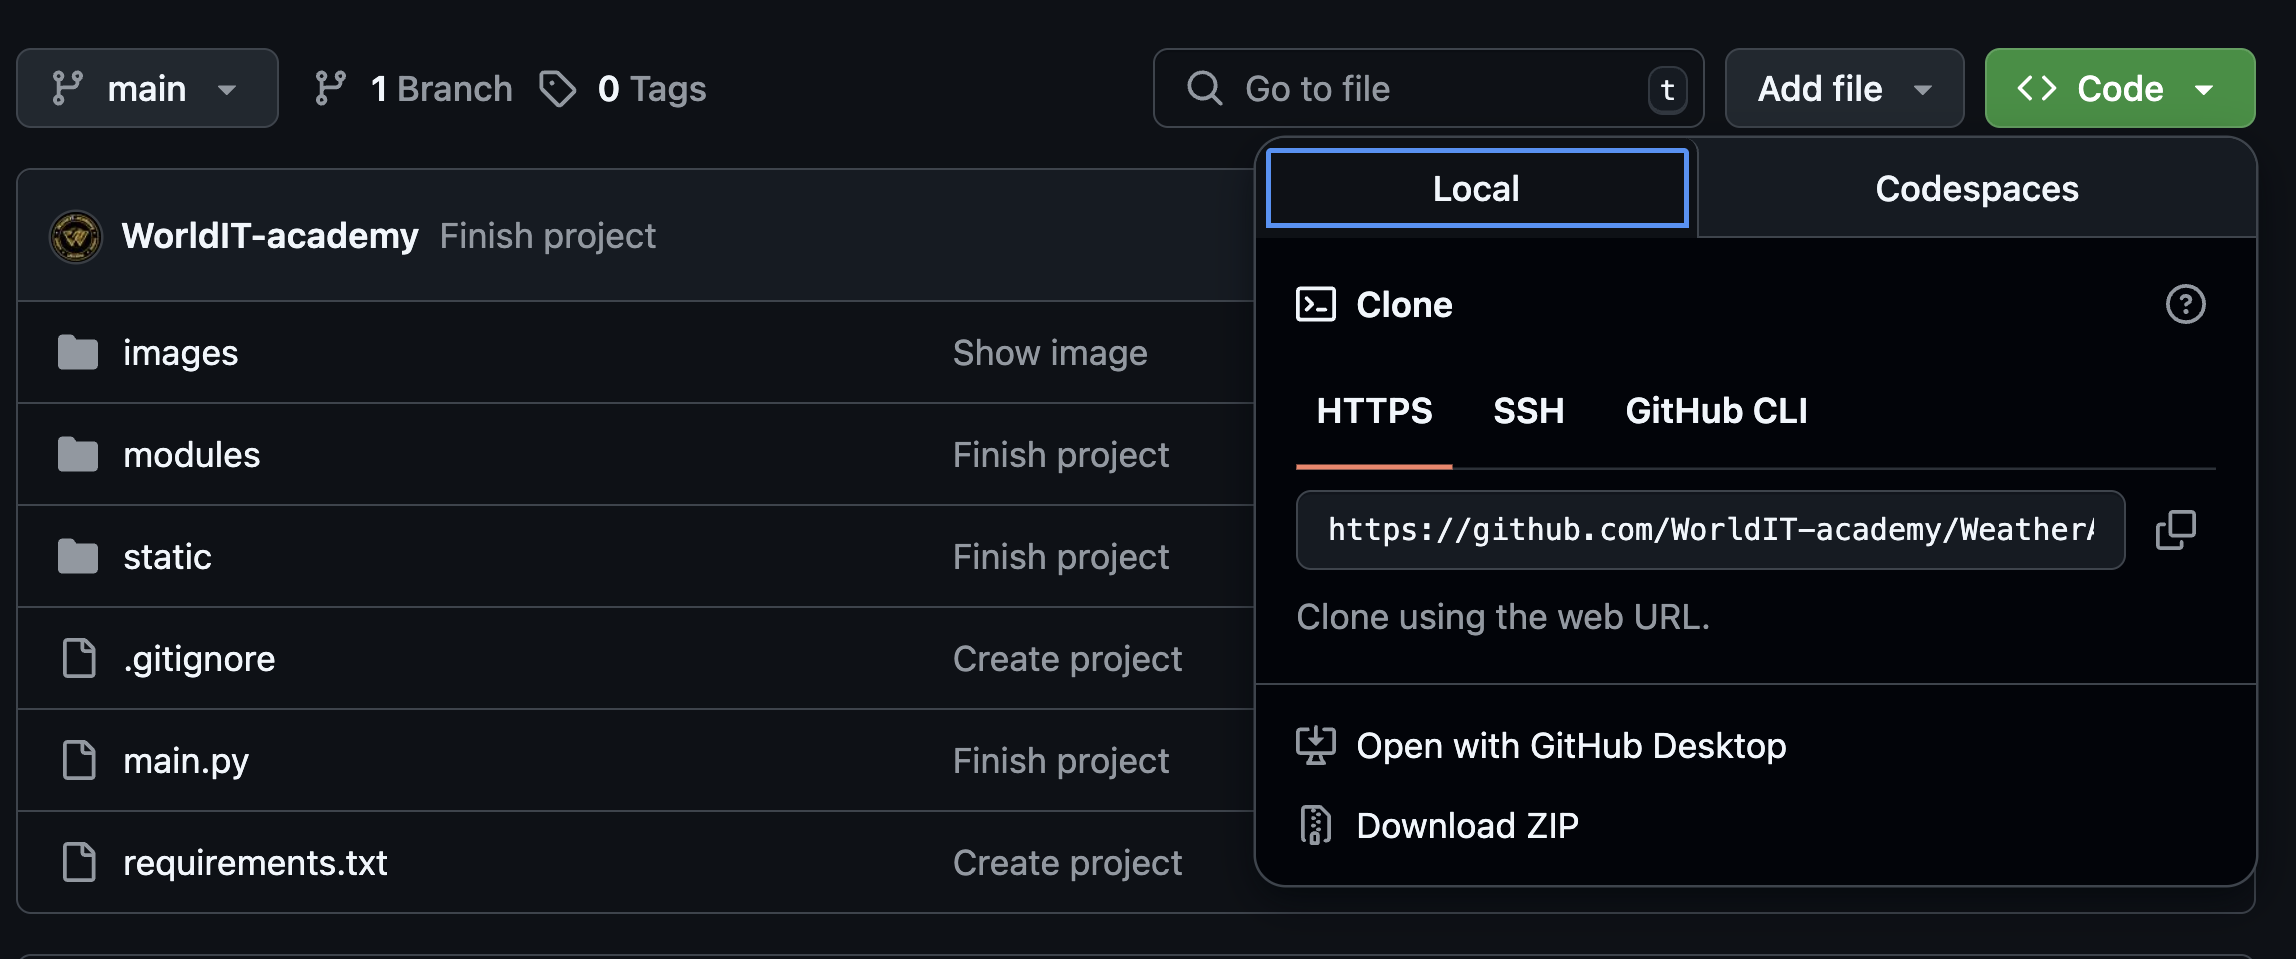 main
1 Branch
0 Tags
Go to file
t
Add file
Code
Local
Codespaces
WorldIT-academy Finish project
images
Show image
modules
Finish project
static
Finish project
.gitignore
Create project
main.py
Finish project
requirements.txt
Create project
Clone
HTTPS
SSH
GitHub CLI
https://github.com/WorldIT-academy/WeatherA
Clone using the web URL.
Open with GitHub Desktop
Download ZIP